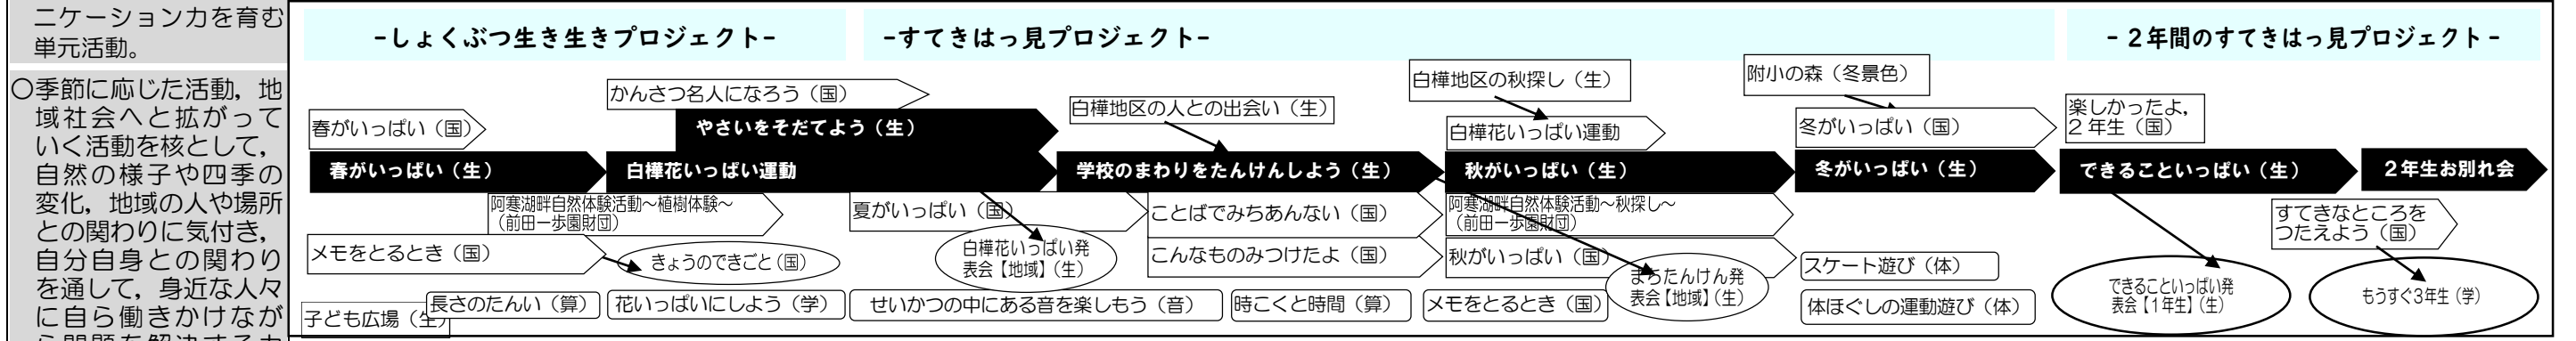 ニケーション力を育む
単元活動。
○季節に応じた活動，地
域社会へと拡がって
いく活動を核として，
自然の様子や四季の
変化，地域の人や場所
との関わりに気付き，
自分自身との関わり
を通して，身近な人々
に自ら働きかけなが
ら問題を解決する力
-しょくぶつ生き生きプロジェクト-
-すてきはっ見プロジェクト-
-２年間のすてきはっ見プロジェクト-
かんさつ名人になろう（国）
白樺地区の人との出会い（生）
白樺地区の秋探し（生）
附小の森（冬景色）
春がいっぱい（国）
やさいをそだてよう（生）
白樺花いっぱい運動
冬がいっぱい（国）
楽しかったよ，
２年生（国）
春がいっぱい（生）
白樺花いっぱい運動
学校のまわりをたんけんしよう（生）
秋がいっぱい（生）
冬がいっぱい（生）
できることいっぱい（生）
２年生お別れ会
阿寒湖畔自然体験活動～植樹体験～
（前田一歩園財団）
夏がいっぱい（国）
ことばでみちあんない（国）
阿寒湖畔自然体験活動～秋探し～
（前田一歩園財団）
すてきなところを
つたえよう（国）
メモをとるとき（国）
きょうのできごと（国）
白樺花いっぱい発
表会【地域】（生）
こんなものみつけたよ（国）
秋がいっぱい（国）
まちたんけん発
表会【地域】（生）
スケート遊び（体）
できることいっぱい発
表会【１年生】（生）
もうすぐ３年生（学）
子ども広場（生）
長さのたんい（算）
花いっぱいにしよう（学）
せいかつの中にある音を楽しもう（音）
時こくと時間（算）
メモをとるとき（国）
体ほぐしの運動遊び（体）